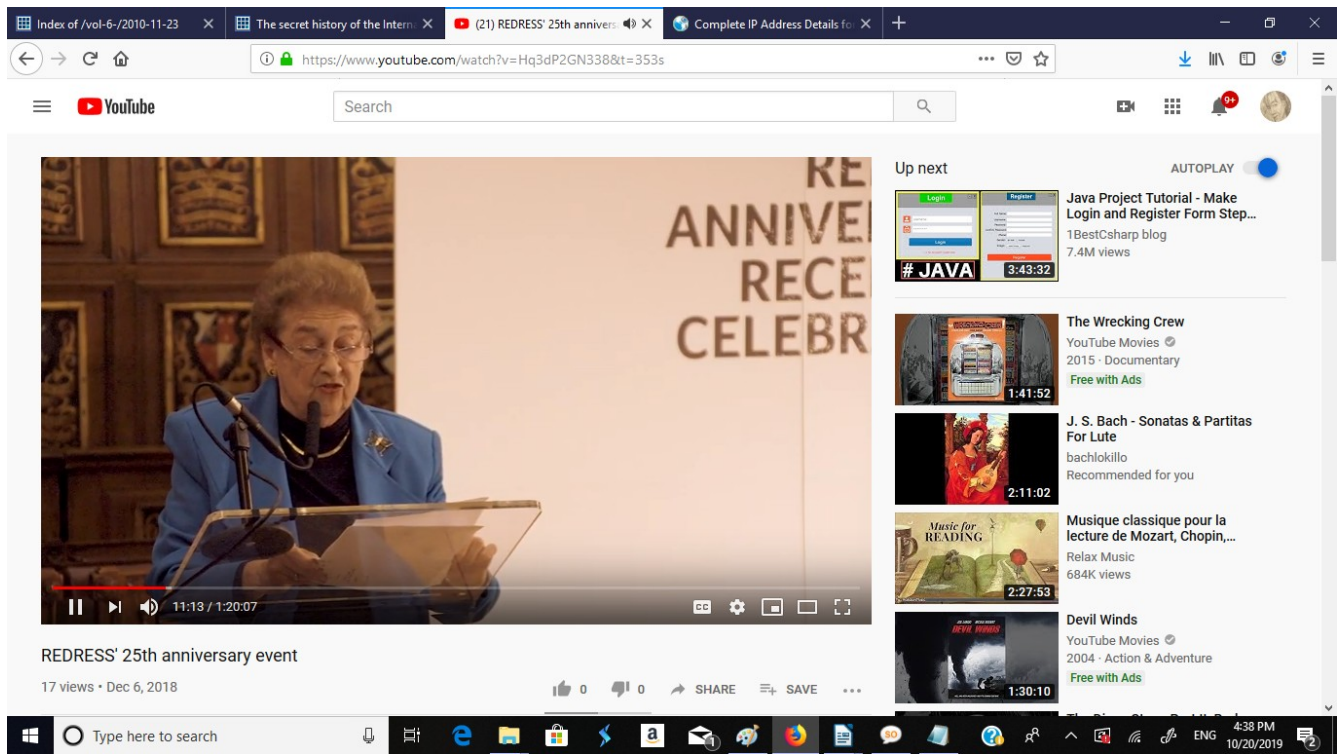 Index of /vol-6-/2010-11-23
The secret history of the Interna
(21) REDRESS' 25th annivers
Complete IP Address Details fo
https://www.youtube.com/watch?v=Hq3dP2GN338&t=353s
YouTube
Search
9+
RE
ANNIVE
RECE
CELEBR
11:13 / 1:20:07
CC
REDRESS' 25th anniversary event
17 views • Dec 6, 2018
0
0
SHARE
SAVE
Up next
AUTOPLAY
Login
Register
Login
# JAVA
3:43:32
Java Project Tutorial - Make
Login and Register Form Step...
1BestCsharp blog
7.4M views
1:41:52
The Wrecking Crew
YouTube Movies
2015 · Documentary
Free with Ads
2:11:02
J. S. Bach - Sonatas & Partitas
For Lute
bachlokillo
Recommended for you
Music for
READING
2:27:53
Musique classique pour la
lecture de Mozart, Chopin,...
Relax Music
684K views
DEVIL WINDS
1:30:10
Devil Winds
YouTube Movies
2004 · Action & Adventure
Free with Ads
Type here to search
a
SO
ENG
4:38 PM
10/20/2019
2